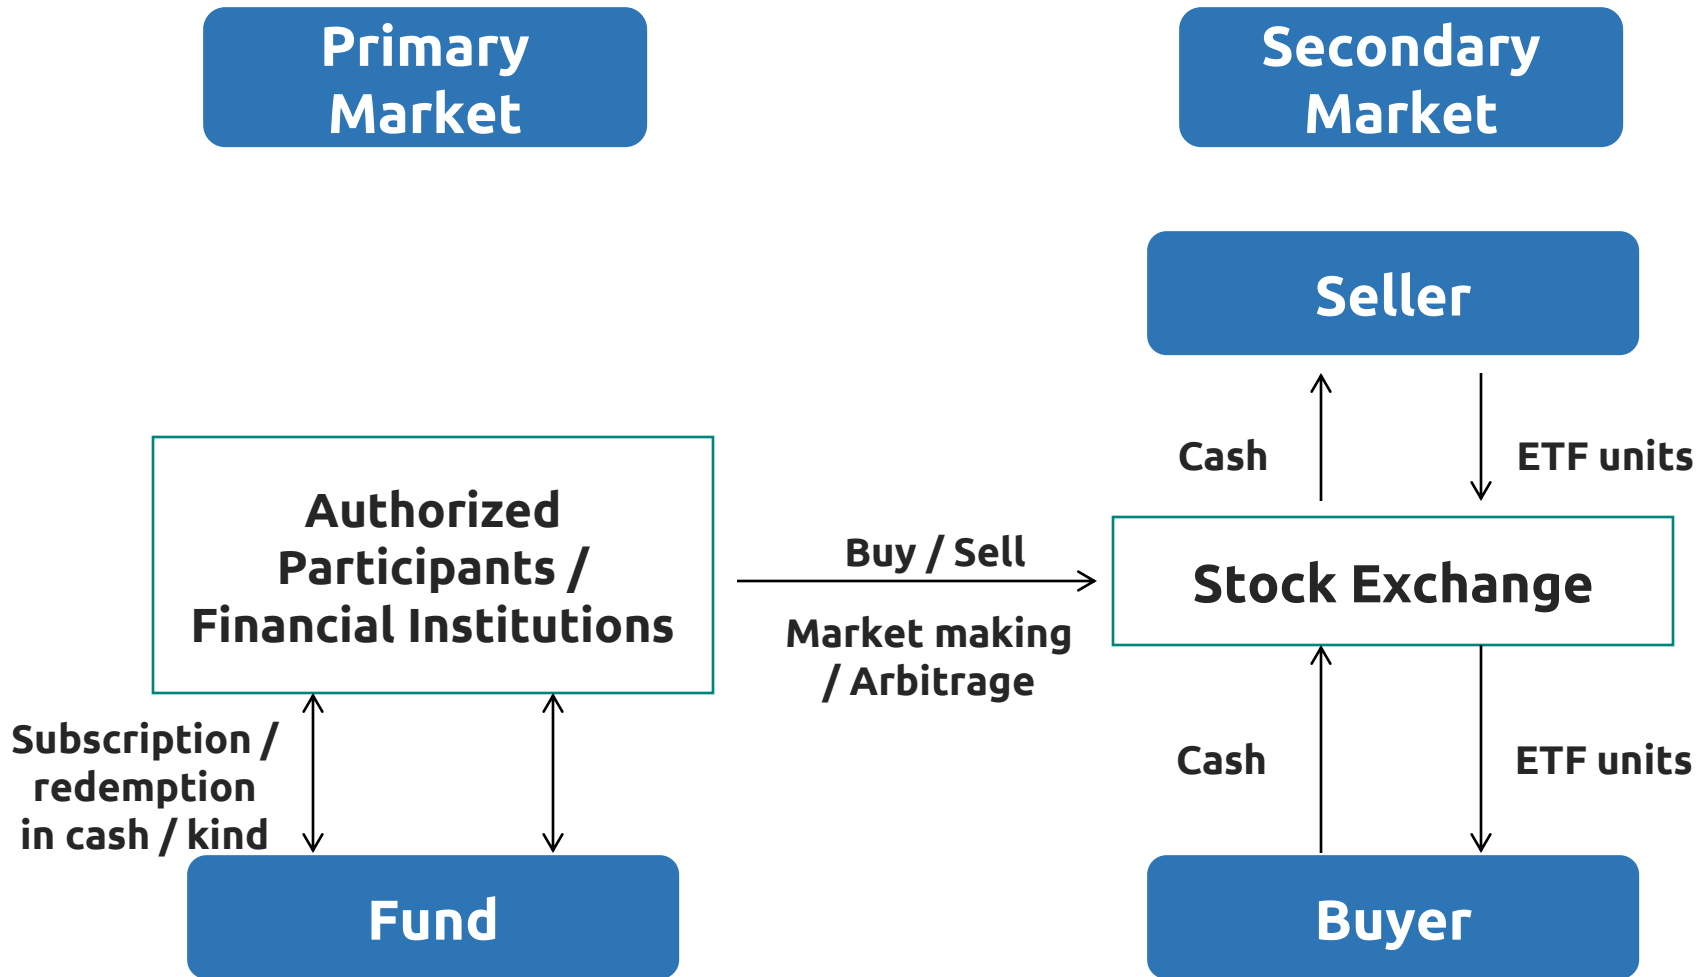 Primary
Market
Secondary
Market
Seller
Cash
ETF units
Authorized
Participants /
Financial Institutions
Buy / Sell
Market making
/ Arbitrage
Stock Exchange
Subscription /
redemption
in cash / kind
Cash
ETF units
Fund
Buyer